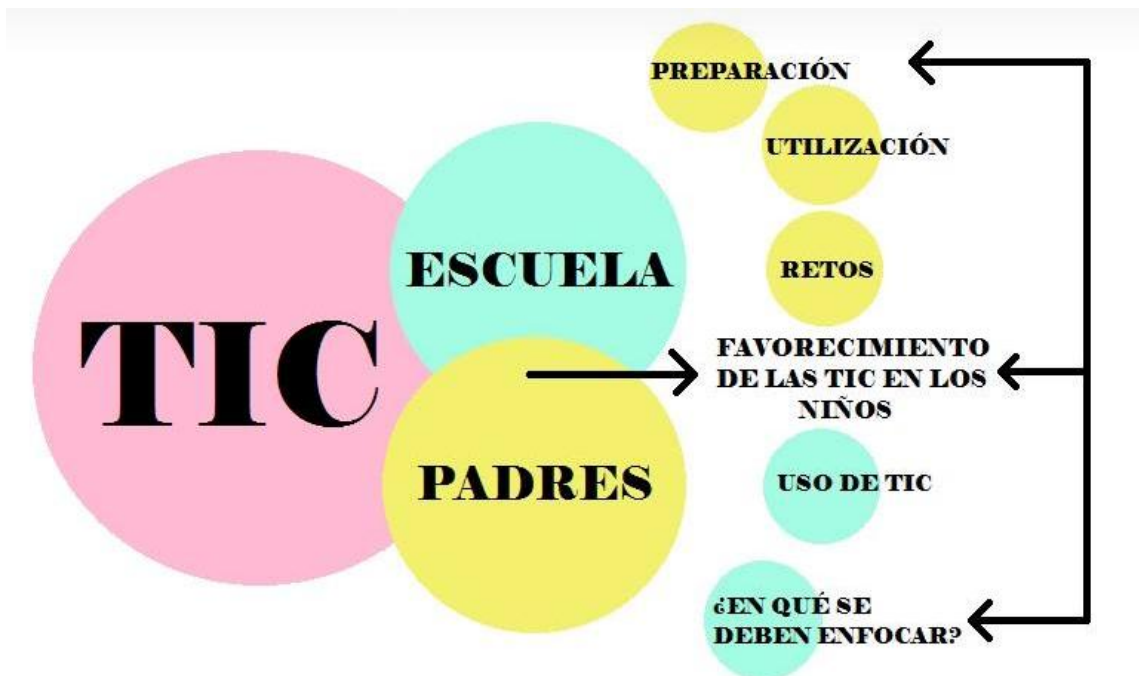 TIC
ESCUELA
PADRES
PREPARACIÓN
UTILIZACIÓN
RETOS
FAVORECIMIENTO
DE LAS TIC EN LOS
NIÑOS
USO DE TIC
¿EN QUÉ SE
DEBEN ENFOCAR?